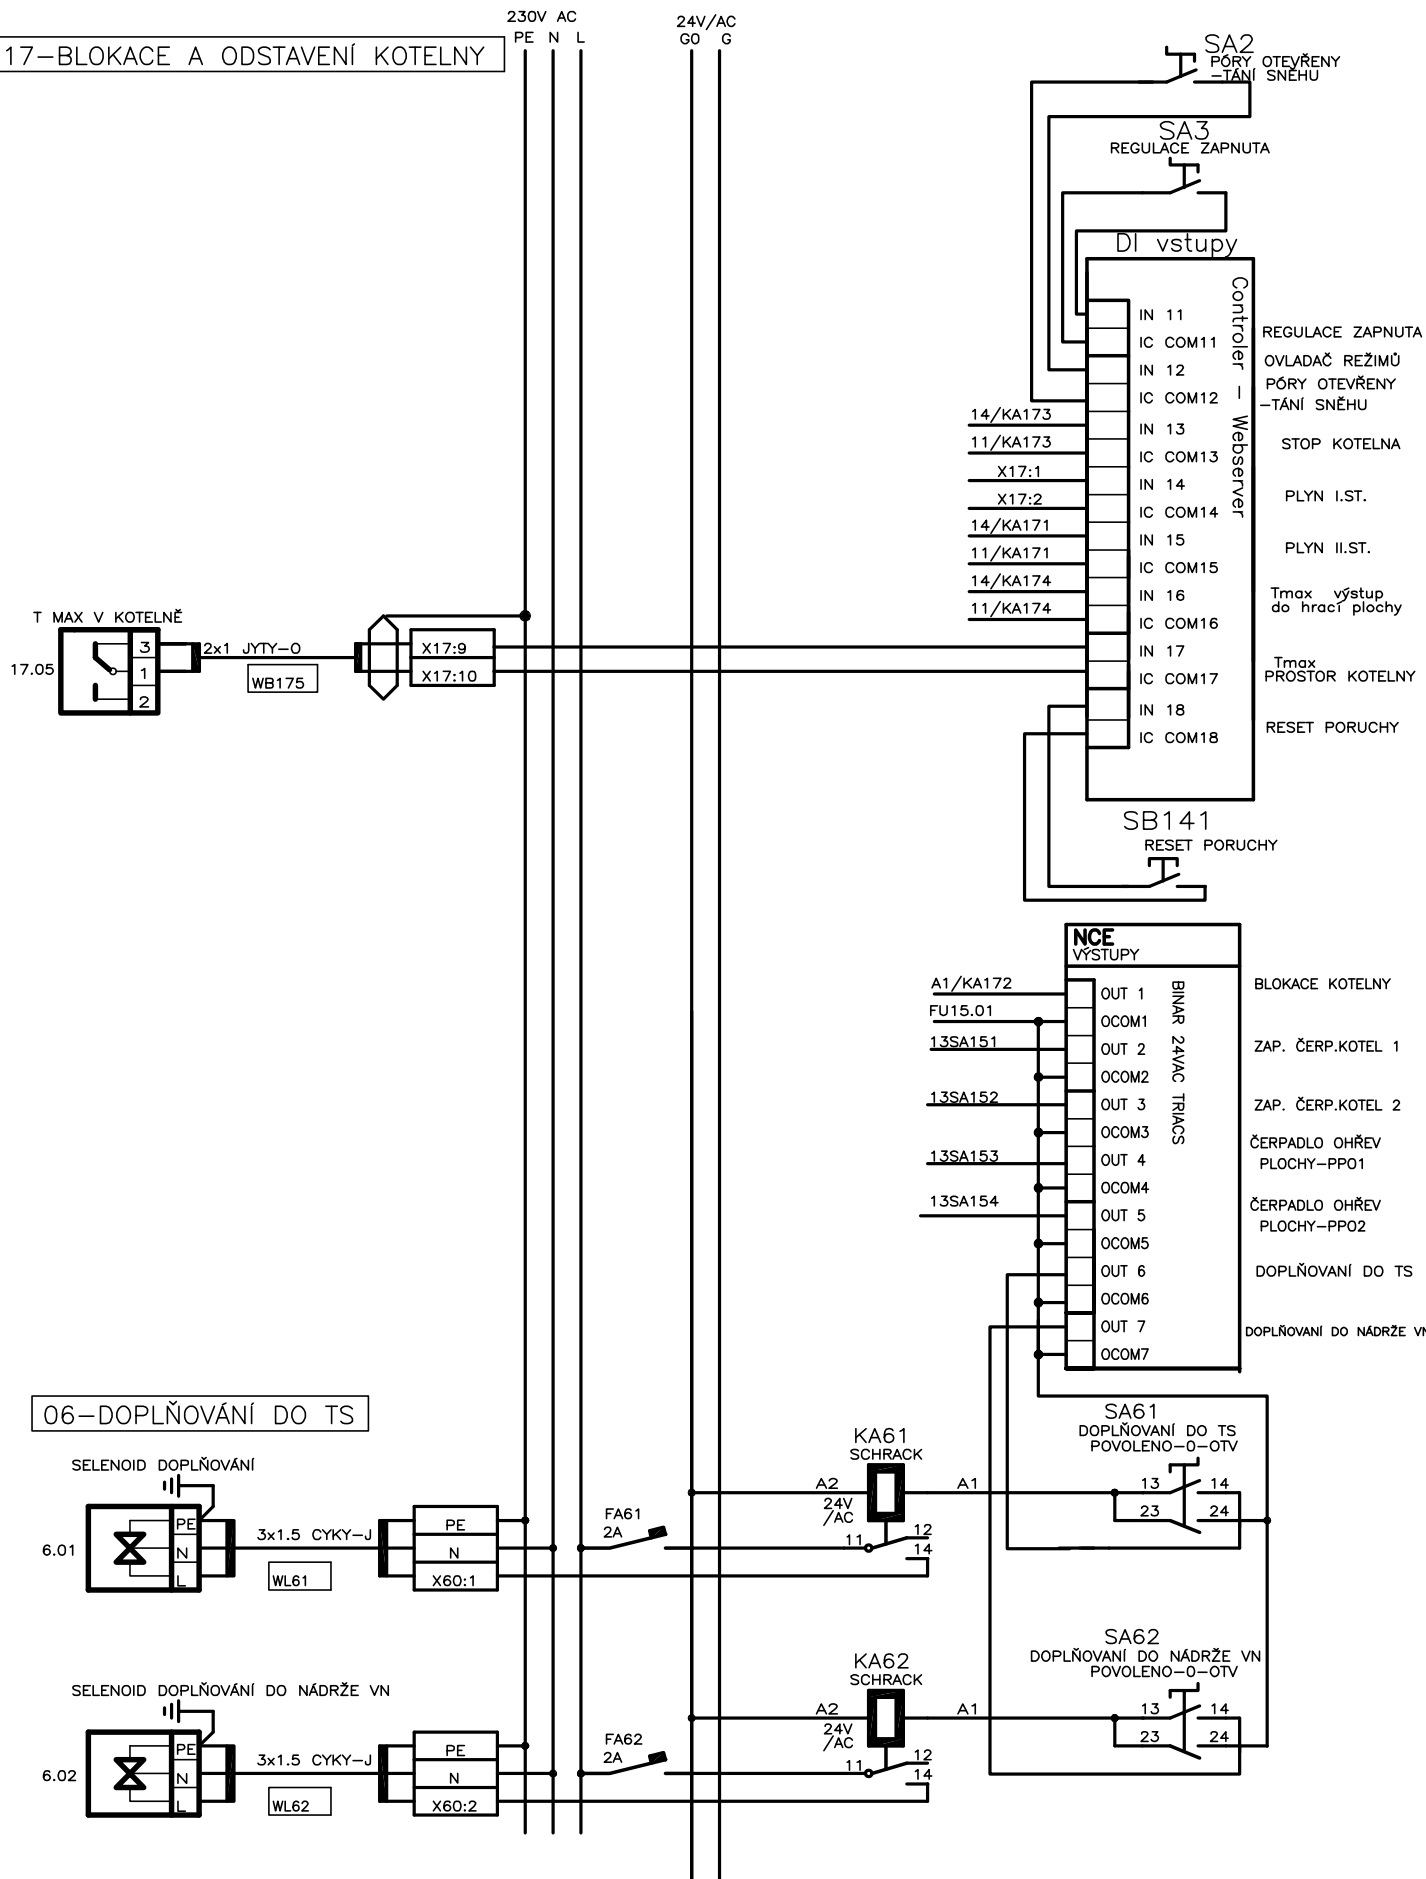 230V AC
PE N L
24V/AC
G0 G
17-BLOKACE A ODSTAVENÍ KOTELNY
SA2
PÓRY OTEVŘENY
-TÁNÍ SNĚHU
SA3
REGULACE ZAPNUTA
DI vstupy
Controler - Webserver
IN 11
IC COM11
IN 12
IC COM12
IN 13
IC COM13
IN 14
IC COM14
IN 15
IC COM15
IN 16
IC COM16
IN 17
IC COM17
IN 18
IC COM18
REGULACE ZAPNUTA
OVLADAČ REŽIMŮ
PÓRY OTEVŘENY
-TÁNÍ SNĚHU
STOP KOTELNA
PLYN I.ST.
PLYN II.ST.
Tmax výstup
do hrací plochy
Tmax
PROSTOR KOTELNY
RESET PORUCHY
14/KA173
11/KA173
X17:1
X17:2
14/KA171
11/KA171
14/KA174
11/KA174
T MAX V KOTELNĚ
17.05
3
1
2
2x1 JYTY-O
WB175
X17:9
X17:10
SB141
RESET PORUCHY
NCE
VÝSTUPY
BINAR 24VAC TRIACS
A1/KA172
FU15.01
13SA151
13SA152
13SA153
13SA154
OUT 1
OCOM1
OUT 2
OCOM2
OUT 3
OCOM3
OUT 4
OCOM4
OUT 5
OCOM5
OUT 6
OCOM6
OUT 7
OCOM7
BLOKACE KOTELNY
ZAP. ČERP.KOTEL 1
ZAP. ČERP.KOTEL 2
ČERPADLO OHŘEV
PLOCHY-PPO1
ČERPADLO OHŘEV
PLOCHY-PPO2
DOPLŇOVANÍ DO TS
DOPLŇOVANÍ DO NÁDRŽE VN
06-DOPLŇOVÁNÍ DO TS
SELENOID DOPLŇOVÁNÍ
6.01
PE
N
L
3x1.5 CYKY-J
WL61
PE
N
X60:1
FA61
2A
KA61
SCHRACK
A2
24V
/AC
A1
11
12
14
SA61
DOPLŇOVANÍ DO TS
POVOLENO-0-OTV
13 14
23 24
SELENOID DOPLŇOVÁNÍ DO NÁDRŽE VN
6.02
PE
N
L
3x1.5 CYKY-J
WL62
PE
N
X60:2
FA62
2A
KA62
SCHRACK
A2
24V
/AC
A1
11
12
14
SA62
DOPLŇOVANÍ DO NÁDRŽE VN
POVOLENO-0-OTV
13 14
23 24